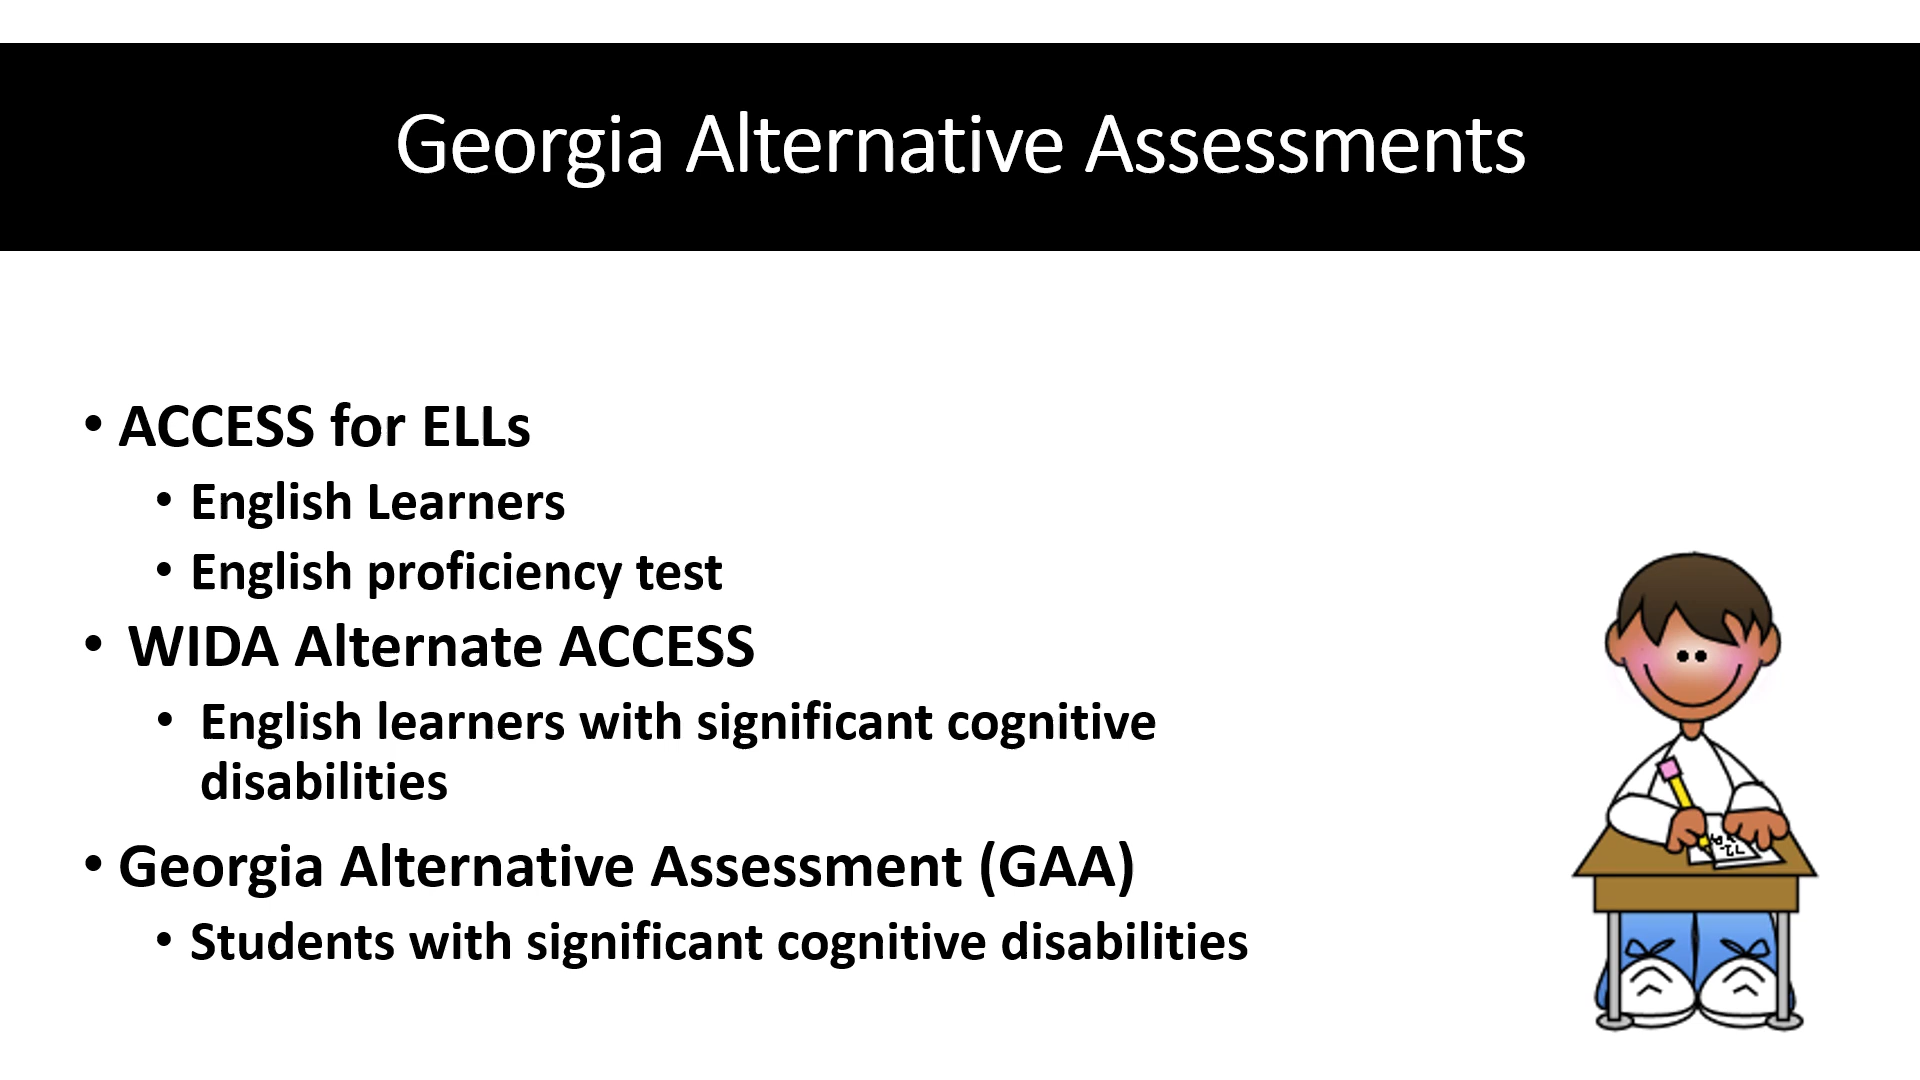 Georgia Alternative Assessments
• ACCESS for ELLs
• English Learners
• English proficiency test
• WIDA Alternate ACCESS
• English learners with significant cognitive
disabilities
• Georgia Alternative Assessment (GAA)
• Students with significant cognitive disabilities